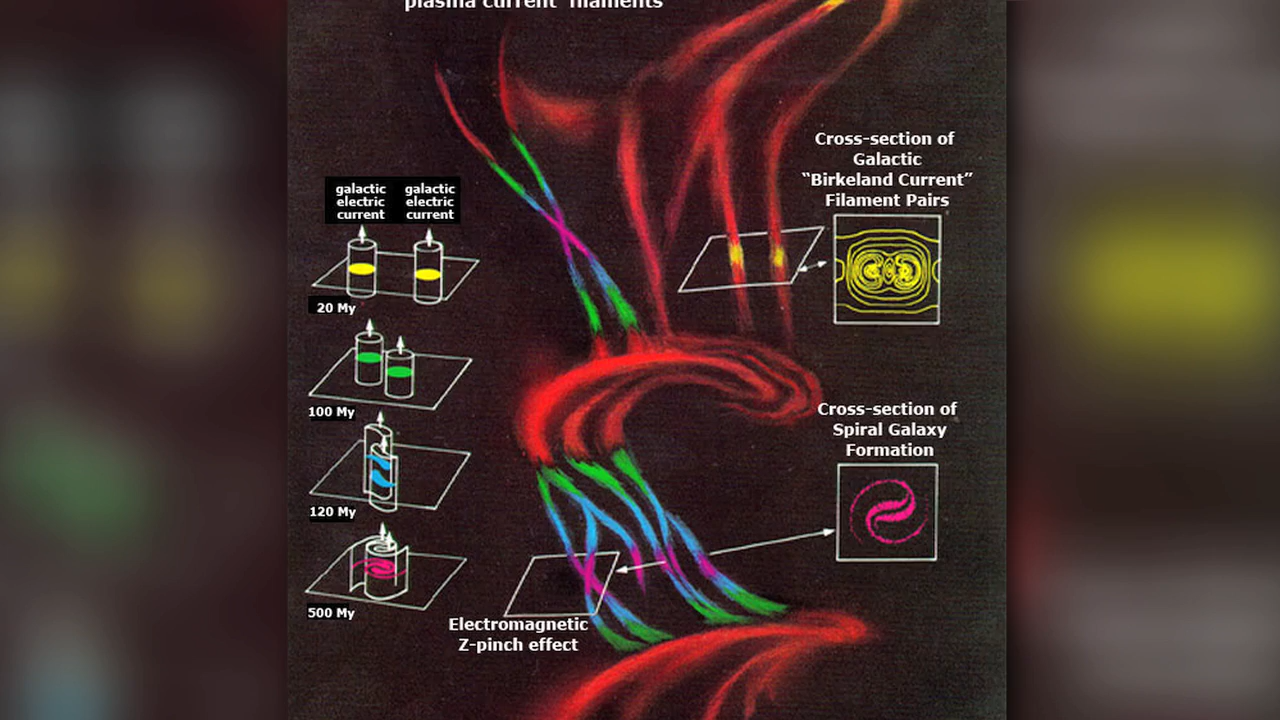 plasma current filaments
Cross-section of
Galactic
“Birkeland Current”
Filament Pairs
galactic
electric
current
galactic
electric
current
20 My
100 My
120 My
500 My
Cross-section of
Spiral Galaxy
Formation
Electromagnetic
Z-pinch effect